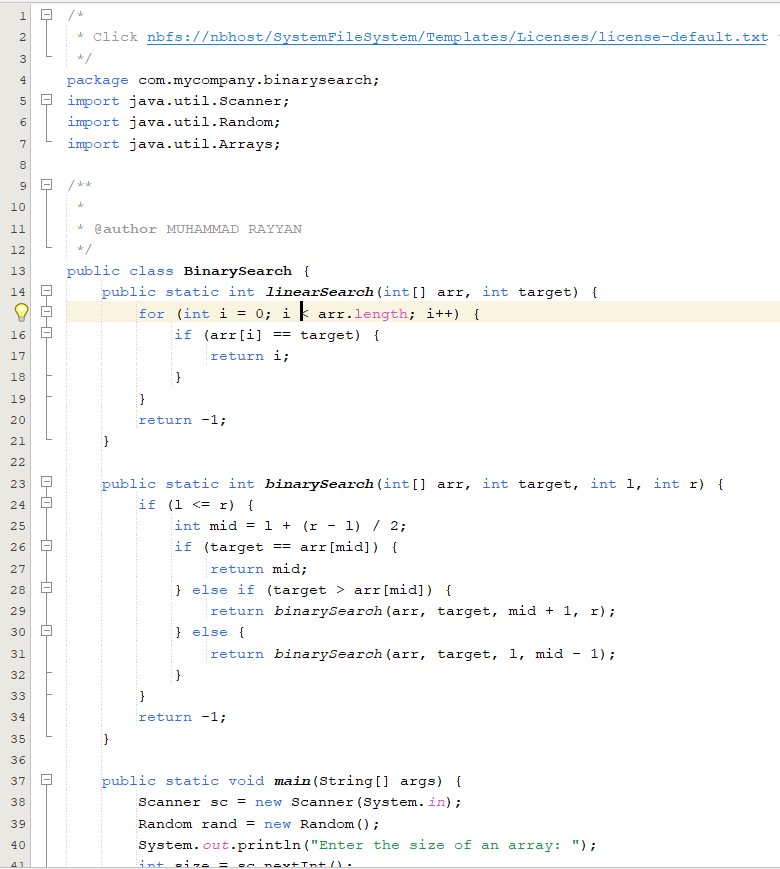 1 /*
2 * Click nbfs://nbhost/SystemFileSystem/Templates/Licenses/license-default.txt
3 */
4 package com.mycompany.binarysearch;
5 import java.util.Scanner;
6 import java.util.Random;
7 import java.util.Arrays;
8
9 /**
10 *
11 * @author MUHAMMAD RAYYAN
12 */
13 public class BinarySearch {
14 public static int linearSearch(int[] arr, int target) {
for (int i = 0; i < arr.length; i++) {
16 if (arr[i] == target) {
17 return i;
18 }
19 }
20 return -1;
21 }
22
23 public static int binarySearch(int[] arr, int target, int l, int r) {
24 if (l <= r) {
25 int mid = l + (r - l) / 2;
26 if (target == arr[mid]) {
27 return mid;
28 } else if (target > arr[mid]) {
29 return binarySearch(arr, target, mid + 1, r);
30 } else {
31 return binarySearch(arr, target, l, mid - 1);
32 }
33 }
34 return -1;
35 }
36
37 public static void main(String[] args) {
38 Scanner sc = new Scanner(System.in);
39 Random rand = new Random();
40 System.out.println("Enter the size of an array: ");
41 int size = sc.nextInt();